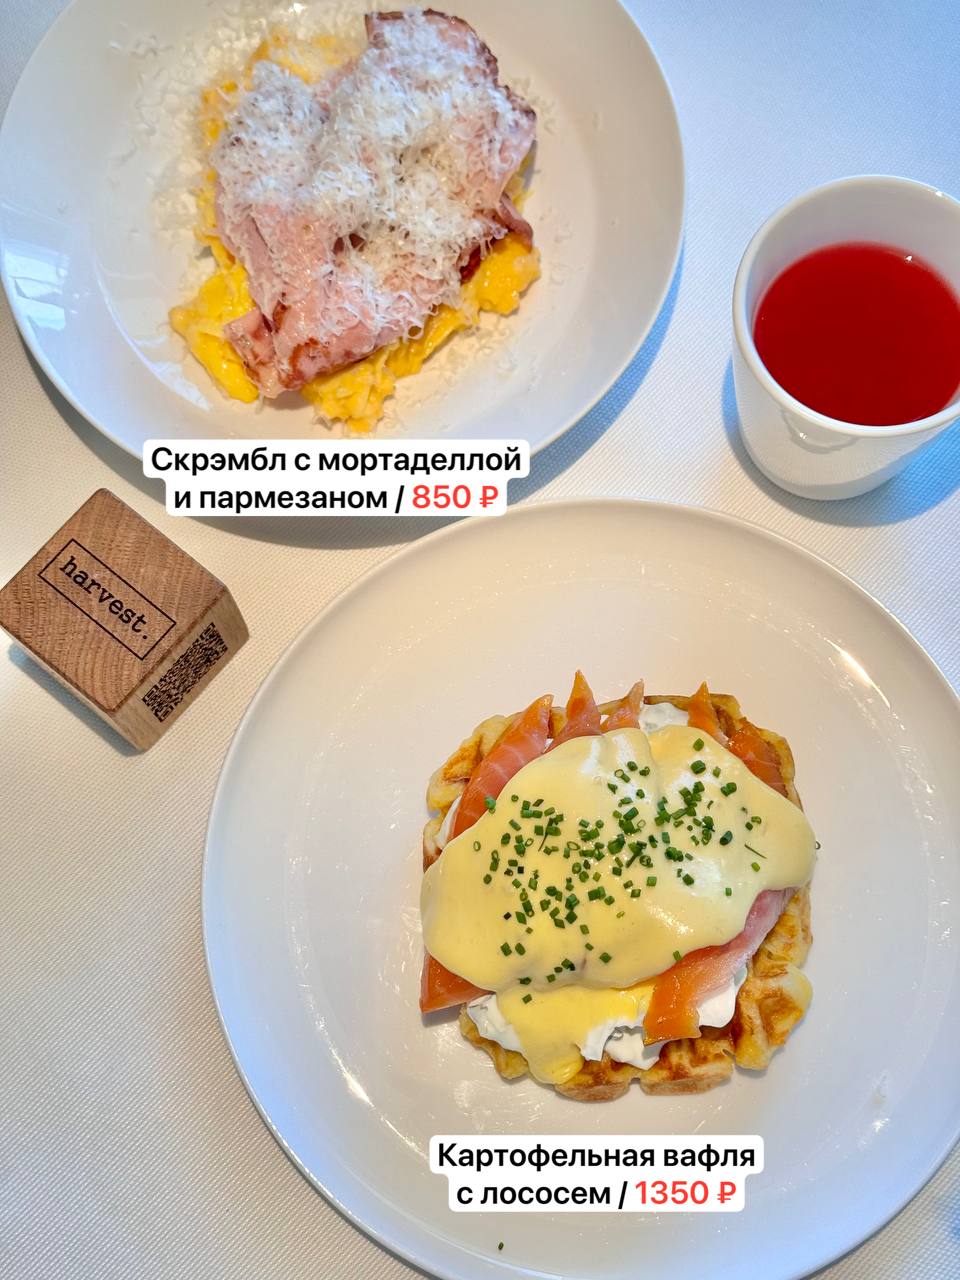 Скрэмбл с мортаделлой
и пармезаном / 850 ₽
harvest.
Картофельная вафля
с лососем / 1350 ₽